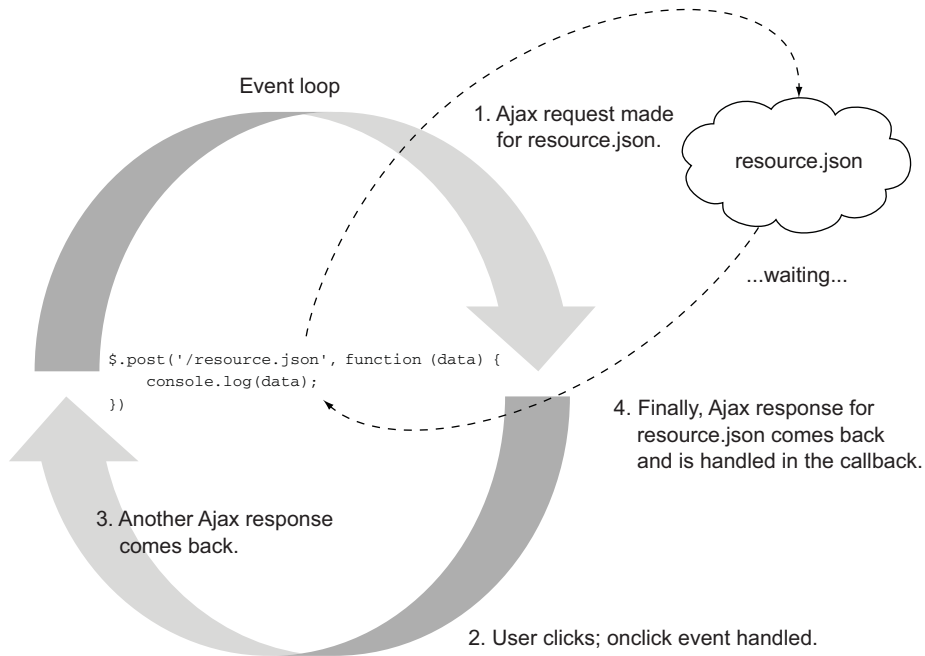 Event loop
1. Ajax request made
for resource.json.
resource.json
...waiting...
$.post('/resource.json', function (data) {
    console.log(data);
})
4. Finally, Ajax response for
resource.json comes back
and is handled in the callback.
3. Another Ajax response
comes back.
2. User clicks; onclick event handled.